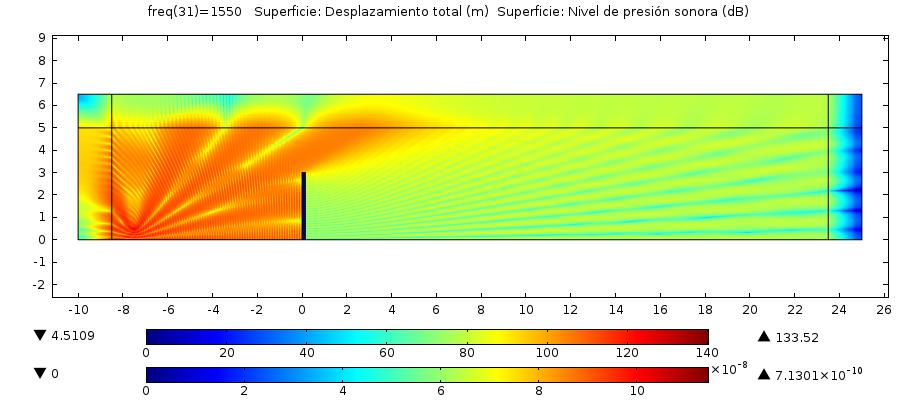 freq(31)=1550 Superficie: Desplazamiento total (m) Superficie: Nivel de presión sonora (dB)
9
8
7
6
5
4
3
2
1
0
-1
-2
-10 -8 -6 -4 -2 0 2 4 6 8 10 12 14 16 18 20 22 24 26
▼ 4.5109 ▲ 133.52
0 20 40 60 80 100 120 140
×10⁻⁸
▼ 0 ▲ 7.1301×10⁻¹⁰
0 2 4 6 8 10